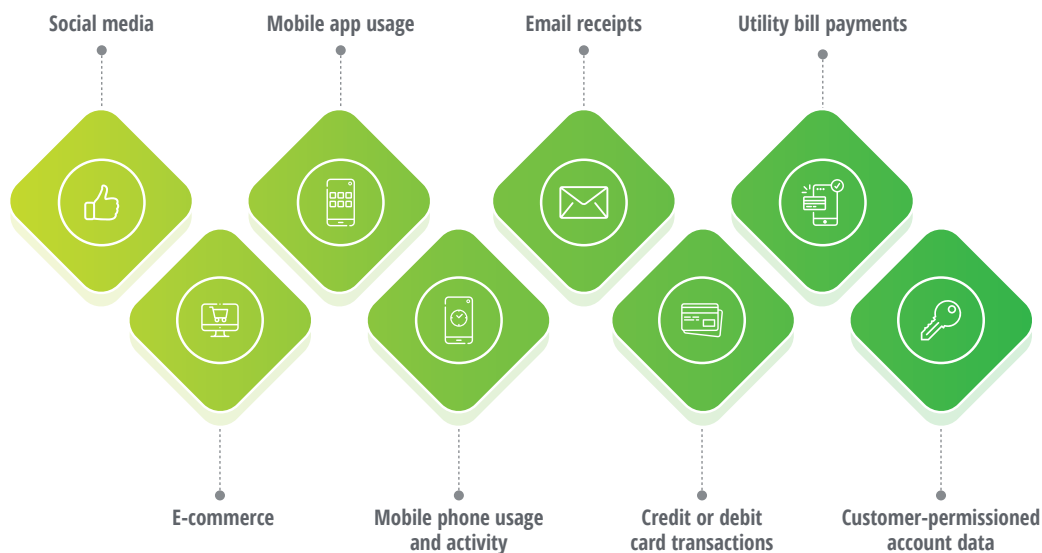 Social media
Mobile app usage
Email receipts
Utility bill payments
E-commerce
Mobile phone usage
and activity
Credit or debit
card transactions
Customer-permissioned
account data